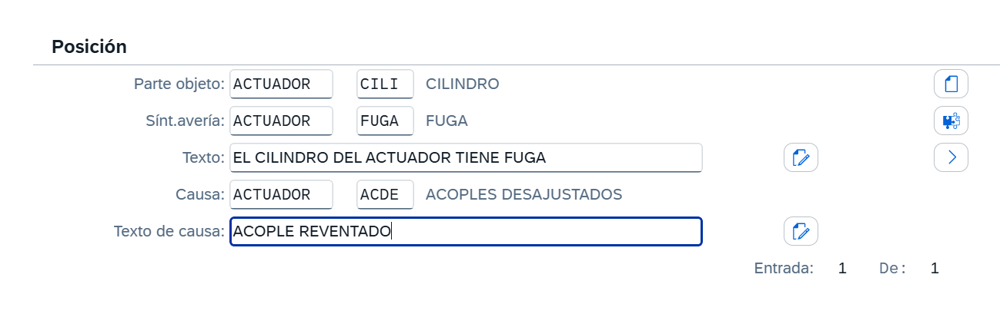 Posición
Parte objeto: ACTUADOR CILI CILINDRO
Sínt.avería: ACTUADOR FUGA FUGA
Texto: EL CILINDRO DEL ACTUADOR TIENE FUGA
Causa: ACTUADOR ACDE ACOPLES DESAJUSTADOS
Texto de causa: ACOPLE REVENTADO
Entrada: 1 De: 1